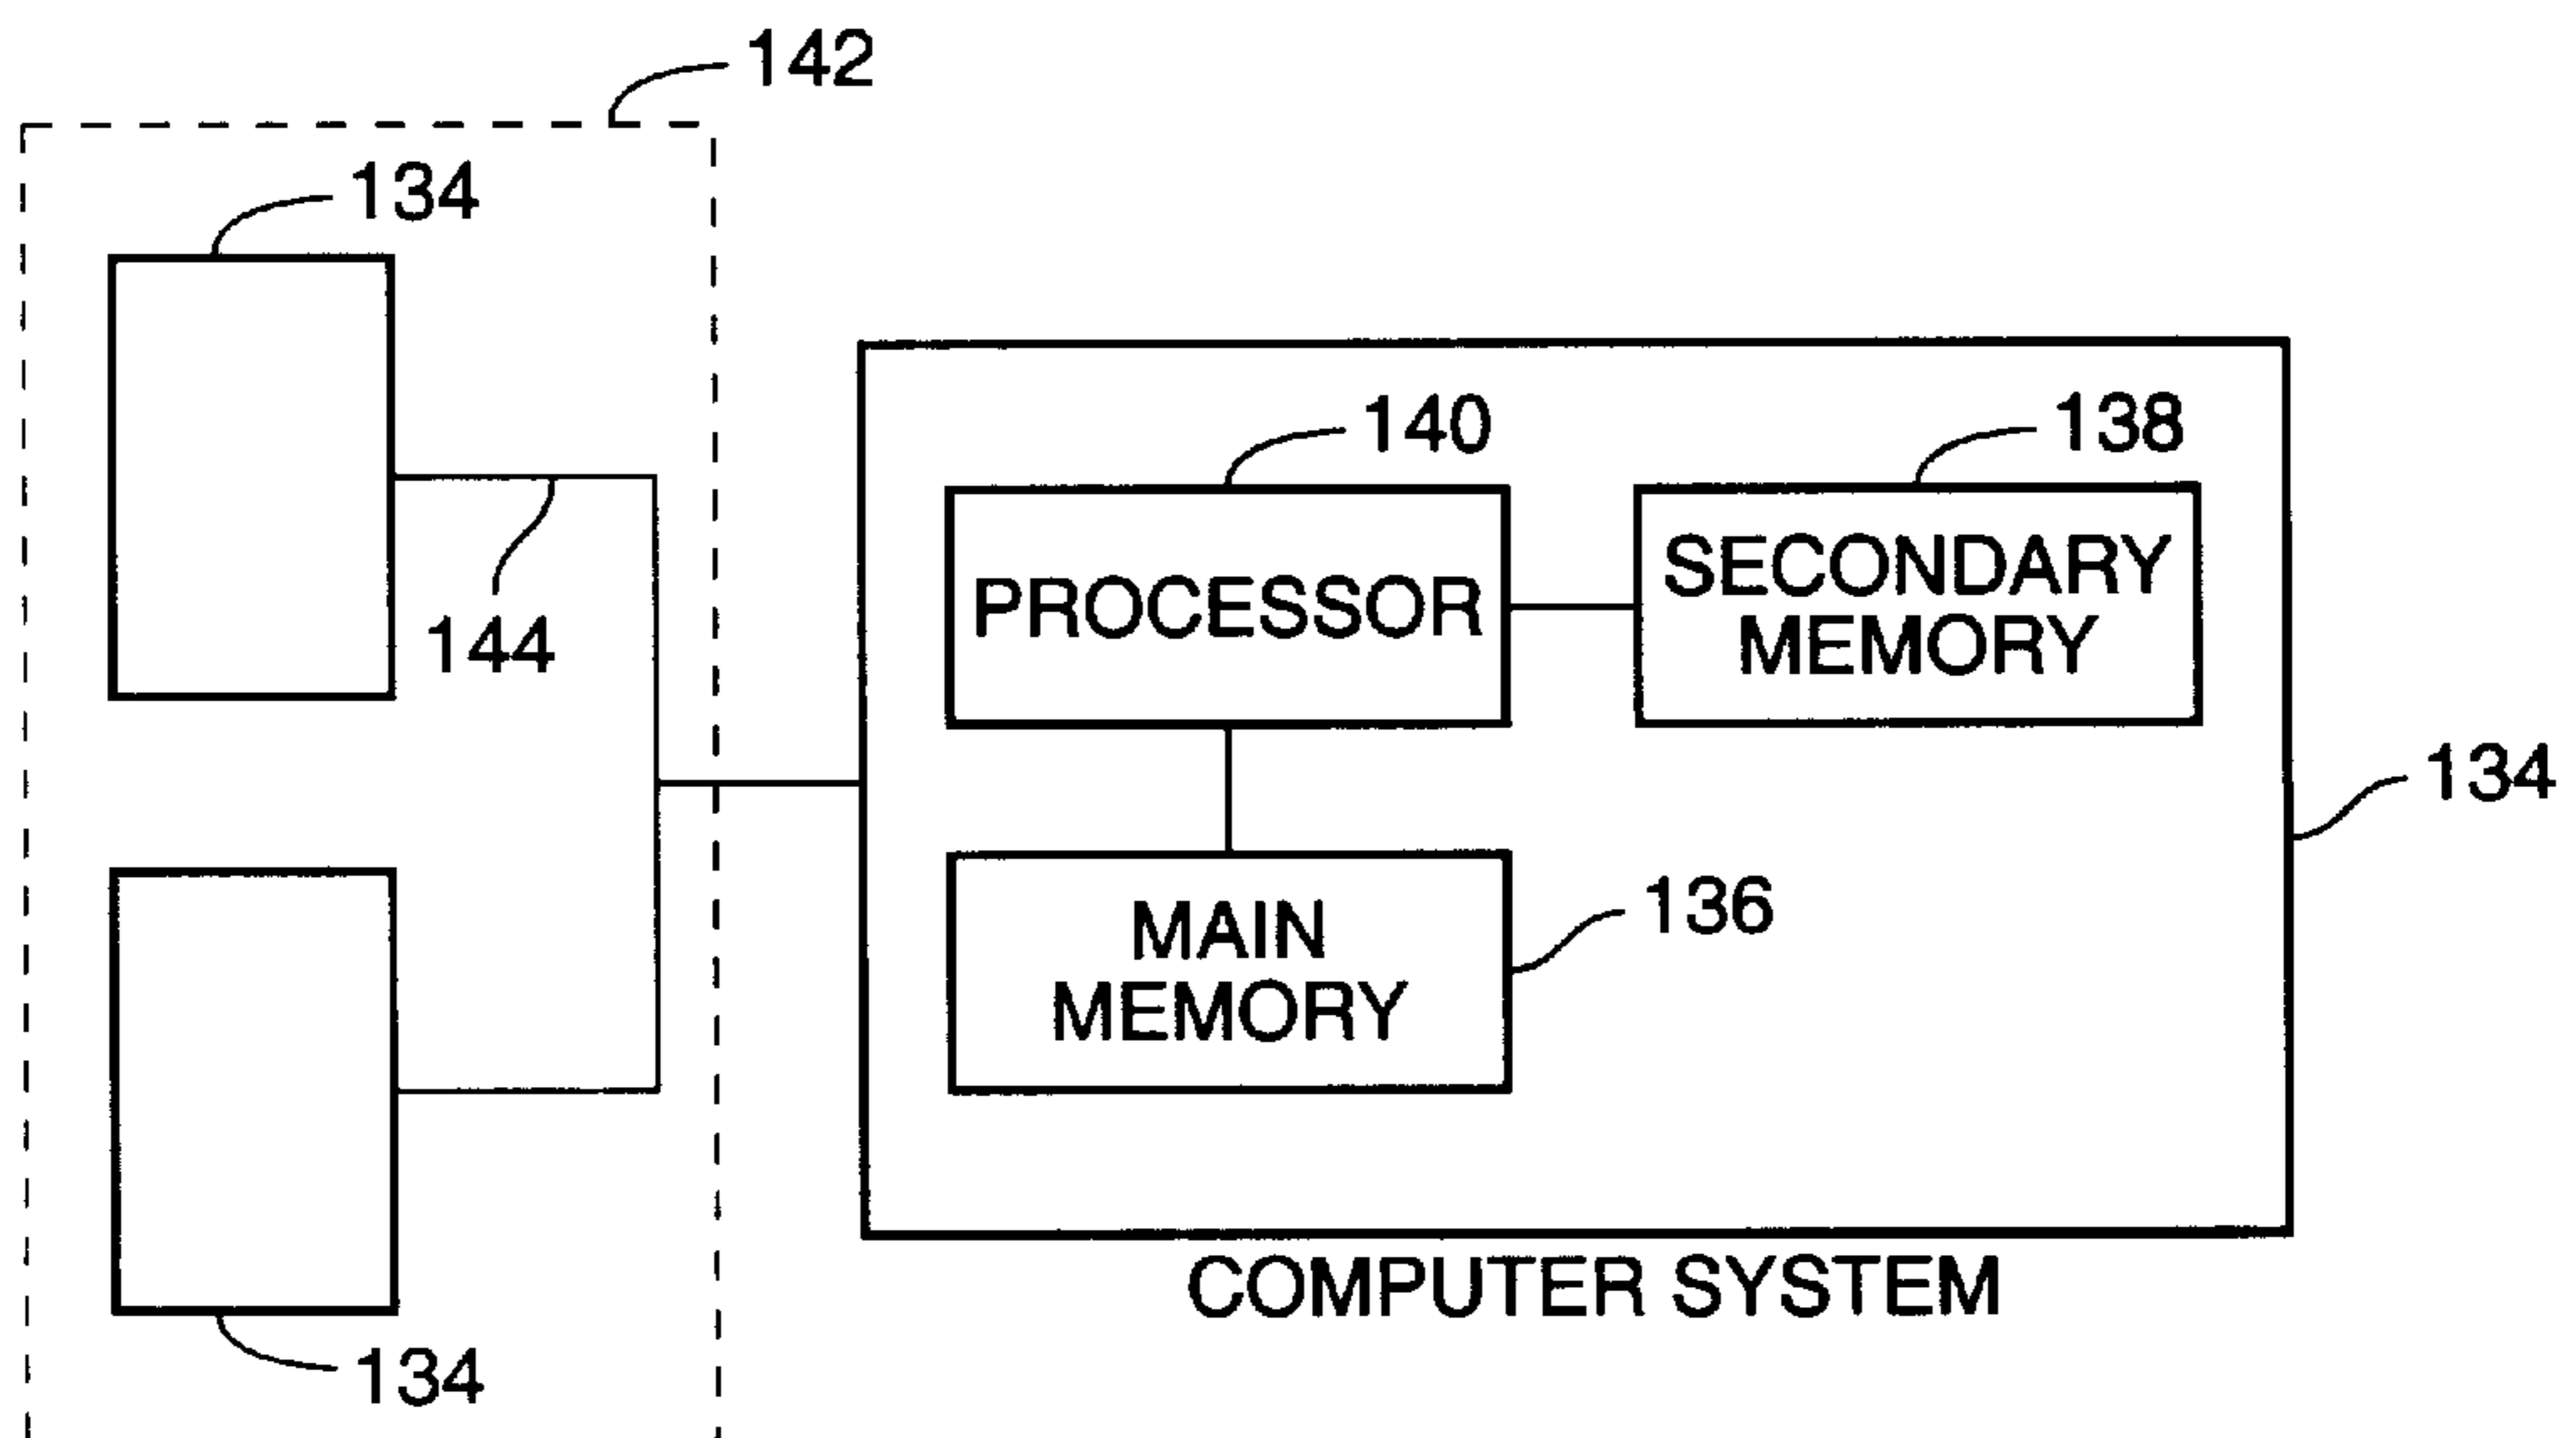 142
134
140
138
PROCESSOR
SECONDARY
MEMORY
144
134
136
MAIN
MEMORY
COMPUTER SYSTEM
134